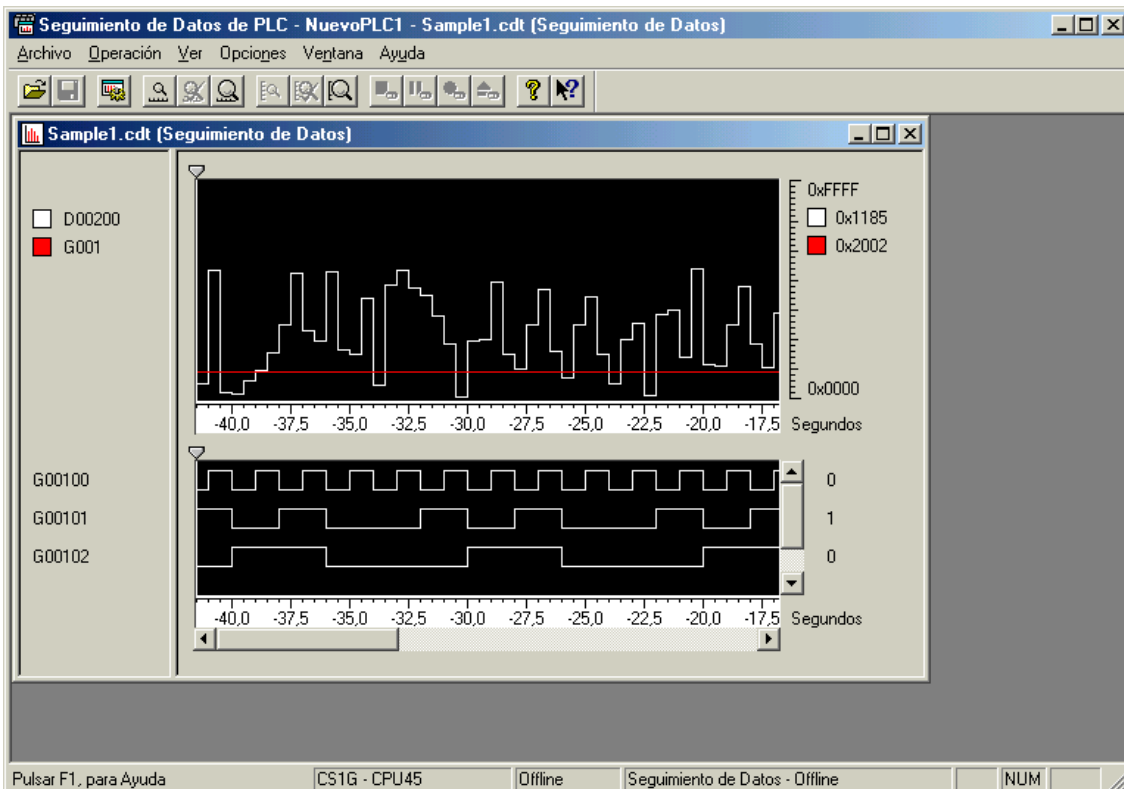 Seguimiento de Datos de PLC - NuevoPLC1 - Sample1.cdt (Seguimiento de Datos)
Archivo Operación Ver Opciones Ventana Ayuda
Sample1.cdt (Seguimiento de Datos)
0xFFFF
D00200 0x1185
G001 0x2002
0x0000
-40,0 -37,5 -35,0 -32,5 -30,0 -27,5 -25,0 -22,5 -20,0 -17,5 Segundos
G00100 0
G00101 1
G00102 0
-40,0 -37,5 -35,0 -32,5 -30,0 -27,5 -25,0 -22,5 -20,0 -17,5 Segundos
Pulsar F1, para Ayuda CS1G - CPU45 Offline Seguimiento de Datos - Offline NUM